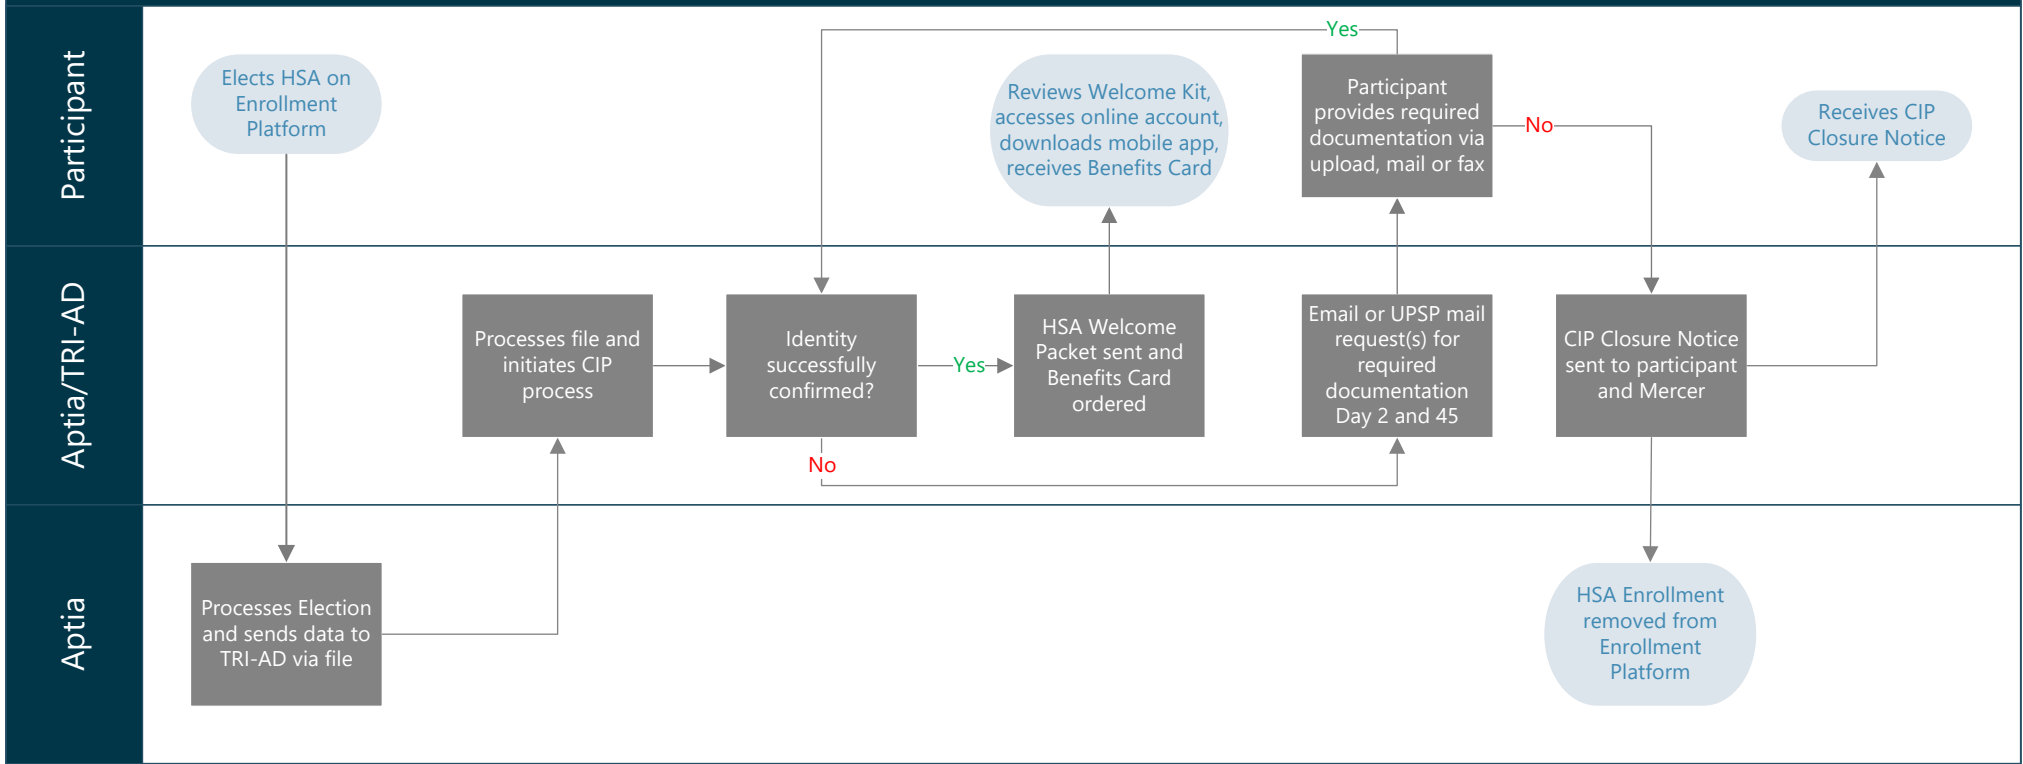 Participant
Elects HSA on
Enrollment
Platform
Reviews Welcome Kit,
accesses online account,
downloads mobile app,
receives Benefits Card
Yes
Participant
provides required
documentation via
upload, mail or fax
No
Receives CIP
Closure Notice
Aptia/TRI-AD
Processes file and
initiates CIP
process
Identity
successfully
confirmed?
Yes
No
HSA Welcome
Packet sent and
Benefits Card
ordered
Email or UPSP mail
request(s) for
required
documentation
Day 2 and 45
CIP Closure Notice
sent to participant
and Mercer
Aptia
Processes Election
and sends data to
TRI-AD via file
HSA Enrollment
removed from
Enrollment
Platform